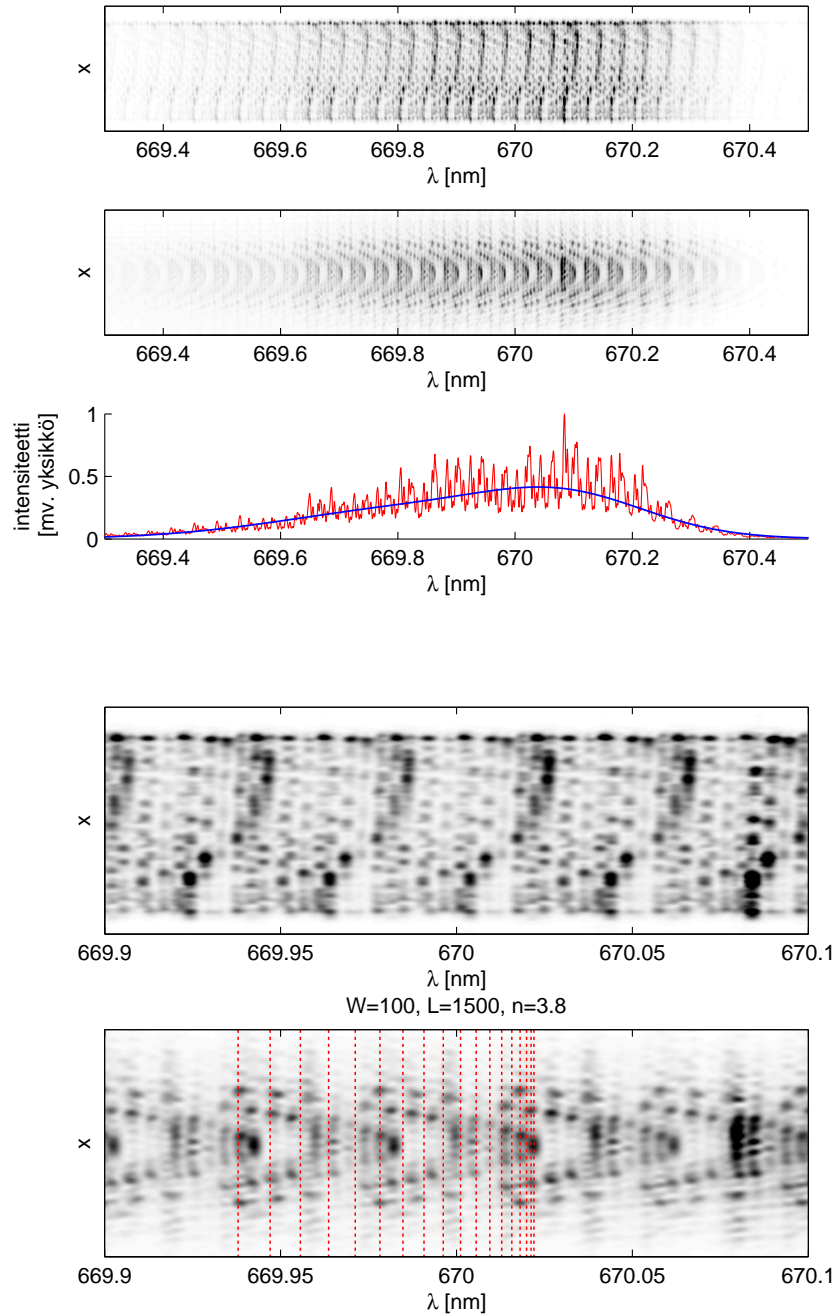 x
669.4 669.6 669.8 670 670.2 670.4
λ [nm]
x
669.4 669.6 669.8 670 670.2 670.4
λ [nm]
intensiteetti
[mv. yksikkö]
1
0.5
0
669.4 669.6 669.8 670 670.2 670.4
λ [nm]
x
669.9 669.95 670 670.05 670.1
λ [nm]
W=100, L=1500, n=3.8
x
669.9 669.95 670 670.05 670.1
λ [nm]